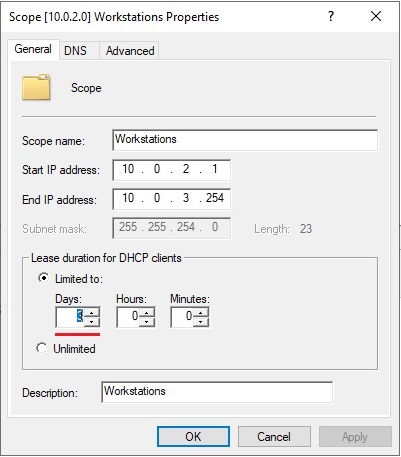 Scope [10.0.2.0] Workstations Properties ? ×
General DNS Advanced
Scope
Scope name: Workstations
Start IP address: 10 . 0 . 2 . 1
End IP address: 10 . 0 . 3 . 254
Subnet mask: 255 . 255 . 254 . 0 Length: 23
Lease duration for DHCP clients
Limited to:
Days: Hours: Minutes:
0 0
Unlimited
Description: Workstations
OK Cancel Apply